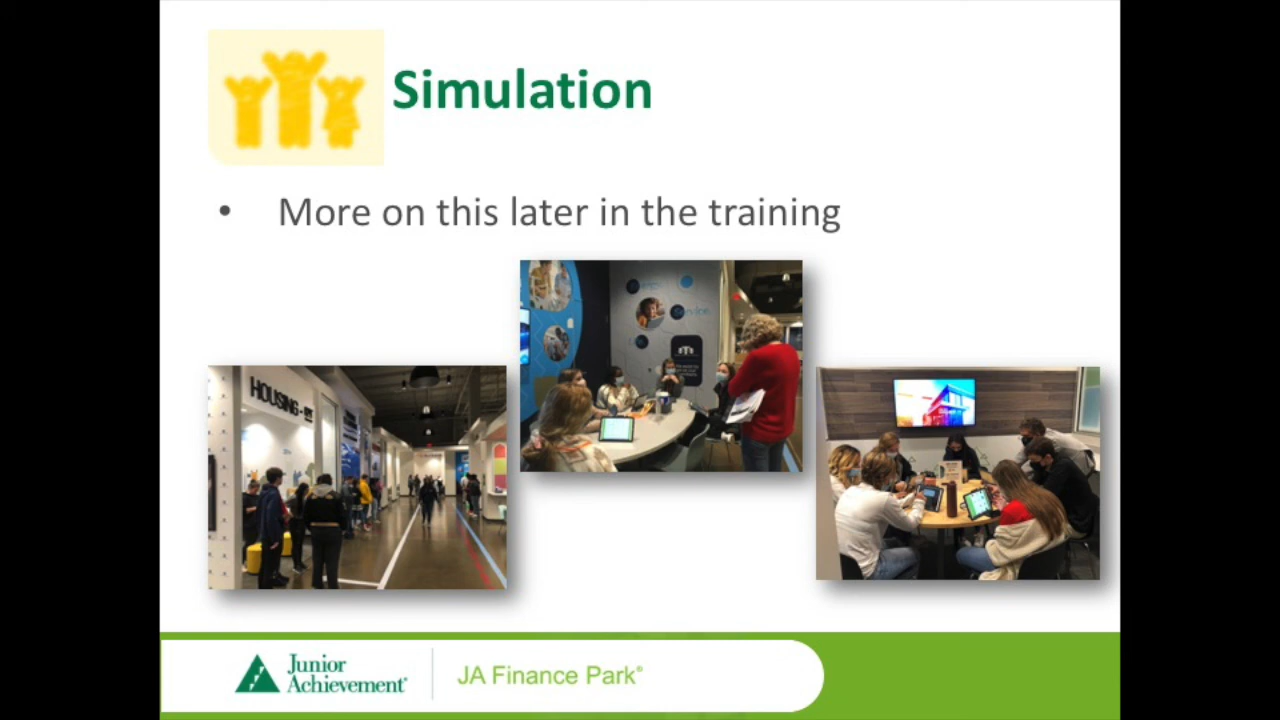 Simulation
• More on this later in the training
HOUSING
Junior
Achievement®
JA Finance Park®